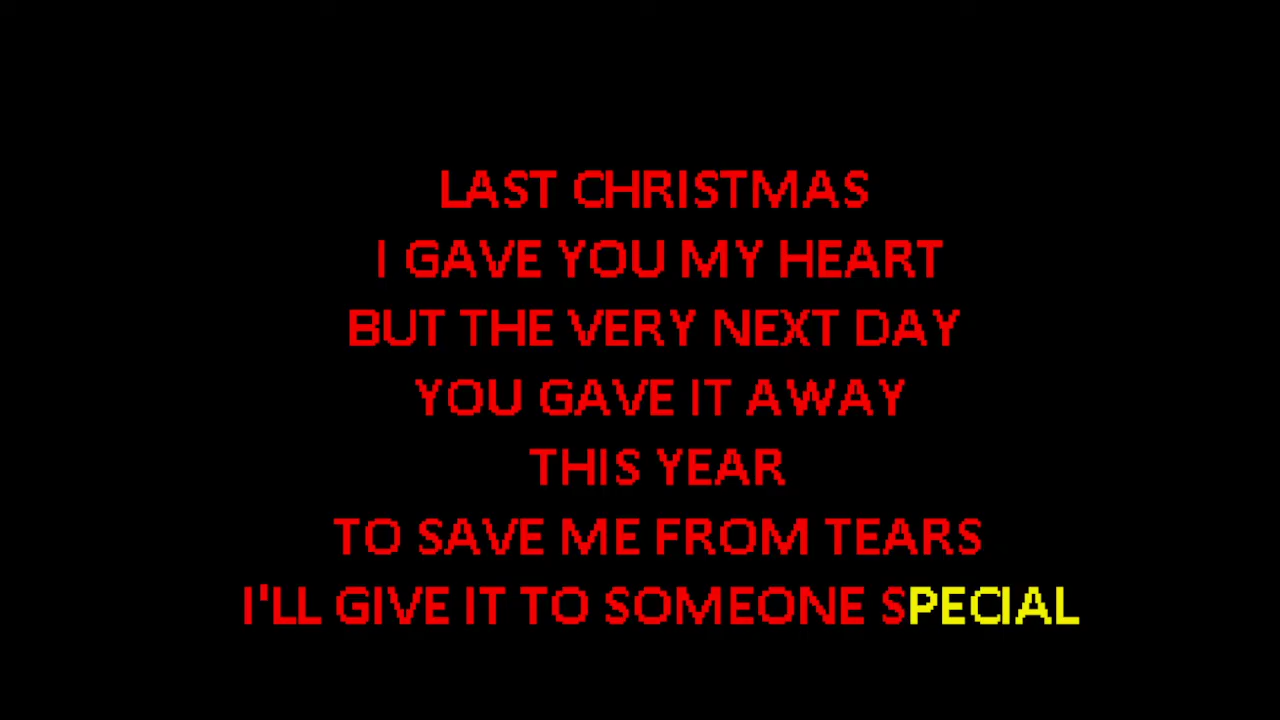 LAST CHRISTMAS
I GAVE YOU MY HEART
BUT THE VERY NEXT DAY
YOU GAVE IT AWAY
THIS YEAR
TO SAVE ME FROM TEARS
I'LL GIVE IT TO SOMEONE SPECIAL